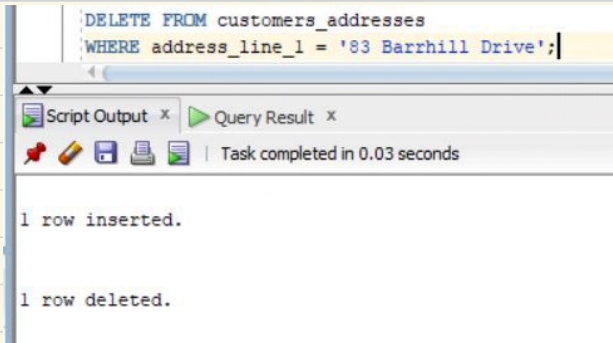 DELETE FROM customers_addresses
WHERE address_line_1 = '83 Barrhill Drive';
Script Output x
Query Result x
Task completed in 0.03 seconds
1 row inserted.
1 row deleted.